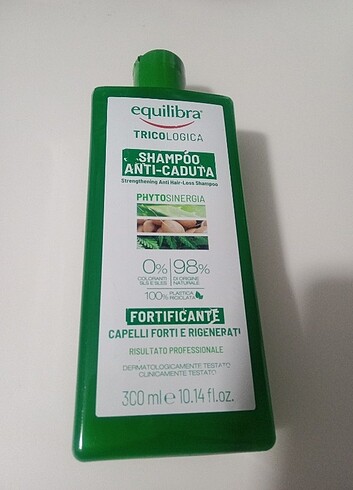 equilibra®
TRICOLOGICA
SHAMPOO
ANTI-CADUTA
Strengthening Anti Hair-Loss Shampoo
PHYTOSINERGIA
0% 98%
COLORANTI DI ORIGINE
SLS E SLES NATURALE
100% PLASTICA
RICICLATA
FORTIFICANTE
CAPELLI FORTI E RIGENERATI
RISULTATO PROFESSIONALE
DERMATOLOGICAMENTE TESTATO
CLINICAMENTE TESTATO
300 ml e 10.14 fl.oz.